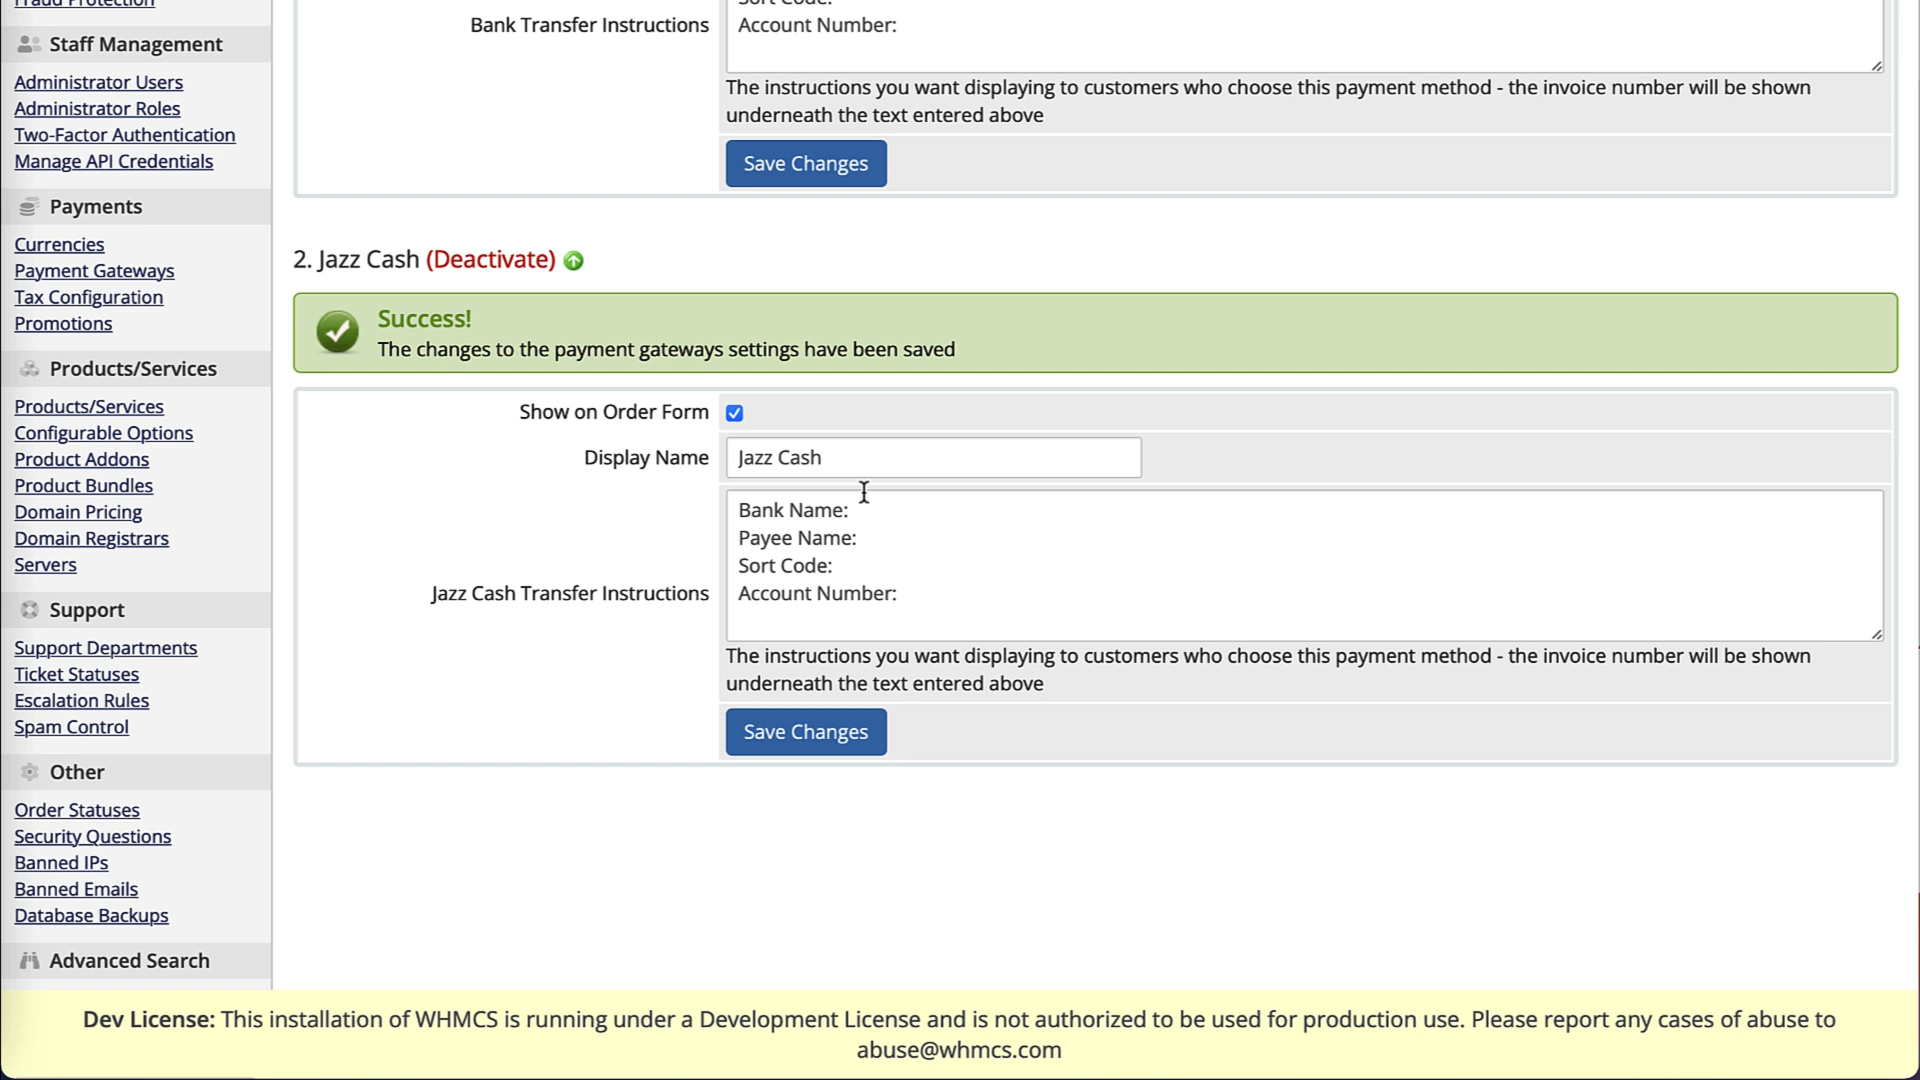 Fraud Protection
Staff Management
Administrator Users
Administrator Roles
Two-Factor Authentication
Manage API Credentials
Payments
Currencies
Payment Gateways
Tax Configuration
Promotions
Products/Services
Products/Services
Configurable Options
Product Addons
Product Bundles
Domain Pricing
Domain Registrars
Servers
Support
Support Departments
Ticket Statuses
Escalation Rules
Spam Control
Other
Order Statuses
Security Questions
Banned IPs
Banned Emails
Database Backups
Advanced Search
Sort Code:
Bank Transfer Instructions
Account Number:
The instructions you want displaying to customers who choose this payment method - the invoice number will be shown
underneath the text entered above
Save Changes
2. Jazz Cash (Deactivate)
Success!
The changes to the payment gateways settings have been saved
Show on Order Form
Display Name
Jazz Cash
Jazz Cash Transfer Instructions
Bank Name:
Payee Name:
Sort Code:
Account Number:
The instructions you want displaying to customers who choose this payment method - the invoice number will be shown
underneath the text entered above
Save Changes
Dev License: This installation of WHMCS is running under a Development License and is not authorized to be used for production use. Please report any cases of abuse to
abuse@whmcs.com